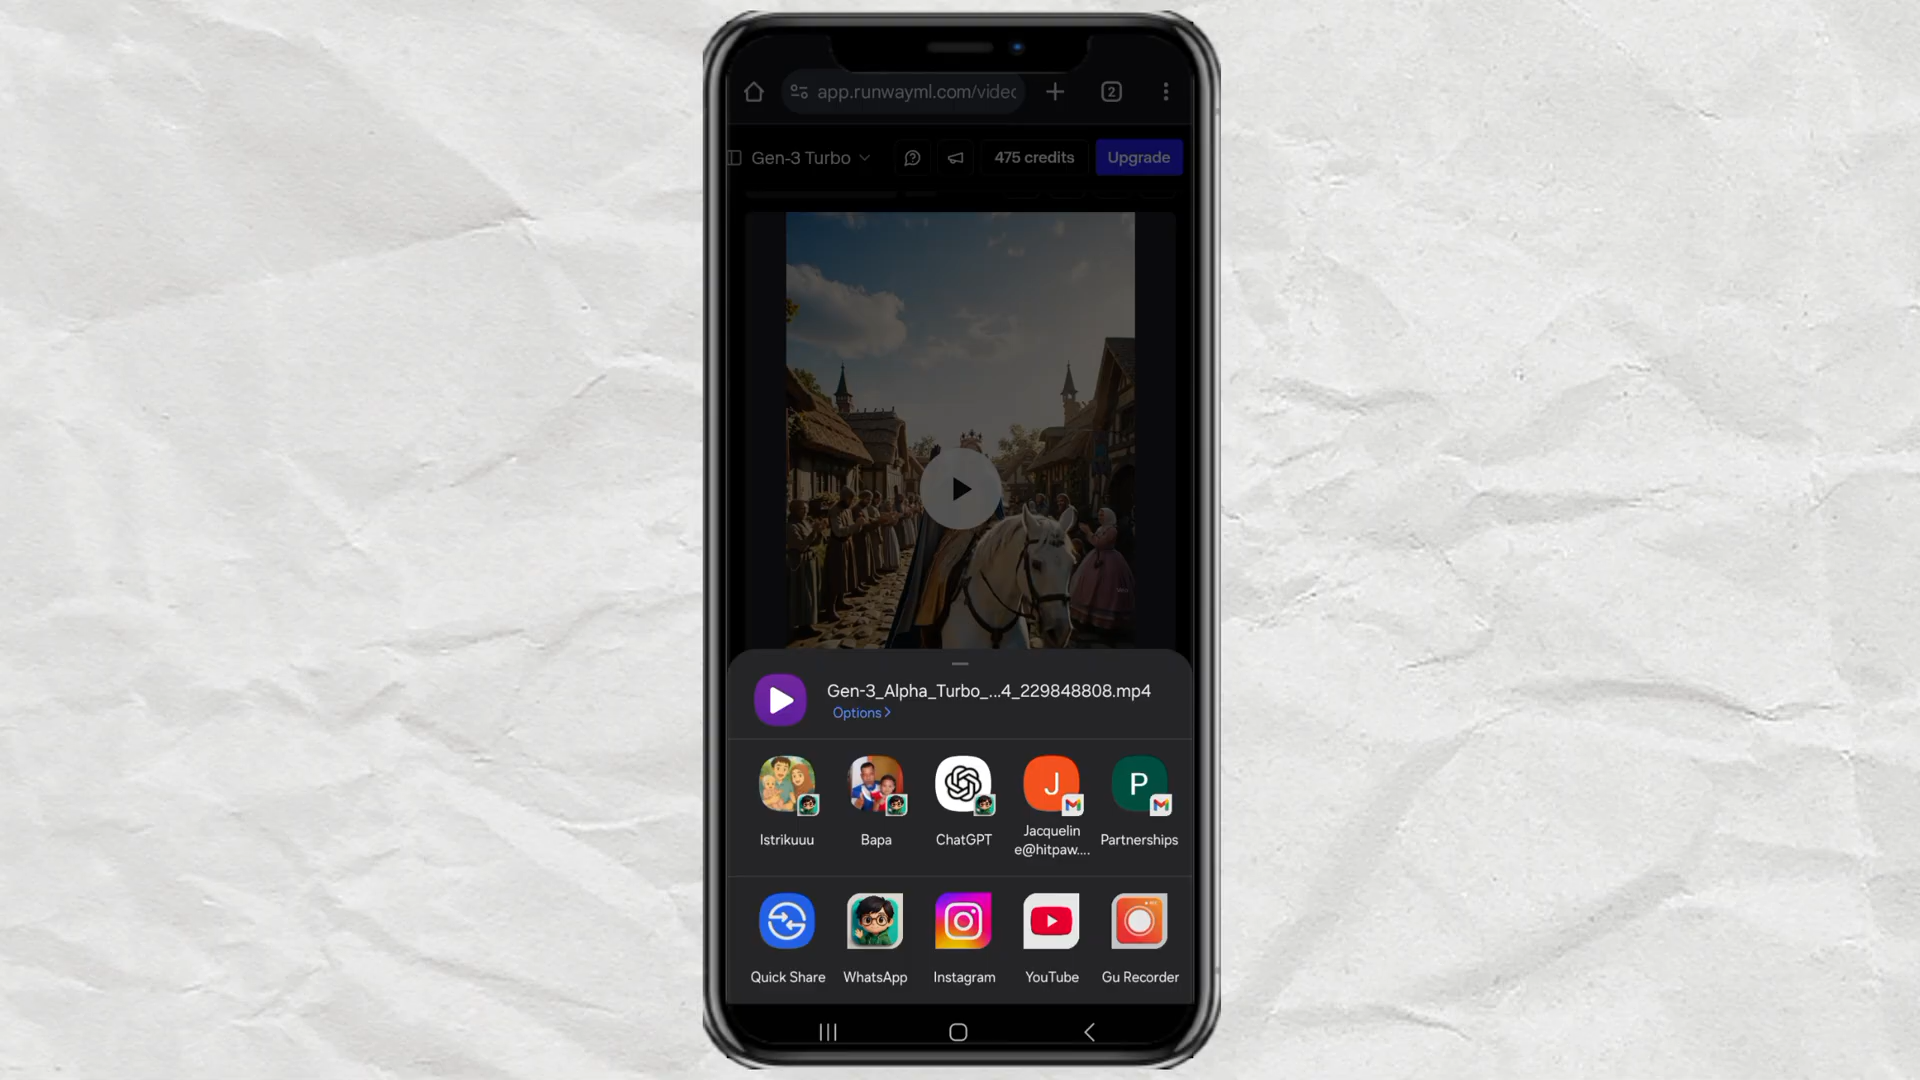 app.runwayml.com/videc
2
Gen-3 Turbo
475 credits
Upgrade
Gen-3_Alpha_Turbo_...4_229848808.mp4
Options
J
P
Istrikuuu
Bapa
ChatGPT
Jacquelin
e@hitpaw....
Partnerships
Quick Share
WhatsApp
Instagram
YouTube
Gu Recorder